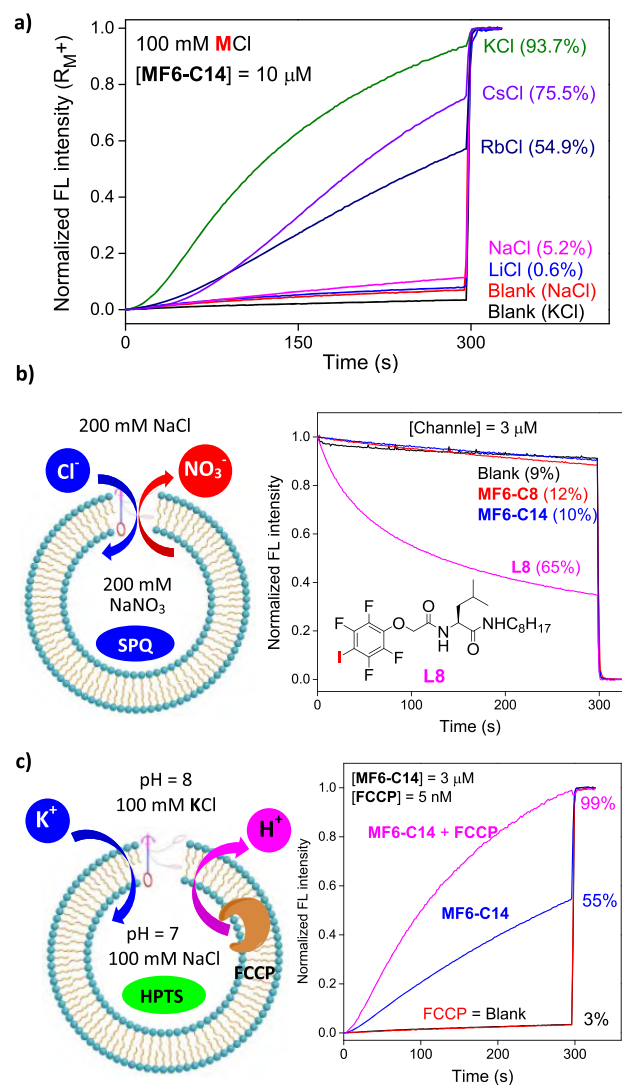 a)
100 mM MCl
[MF6-C14] = 10 μM
KCl (93.7%)
CsCl (75.5%)
RbCl (54.9%)
NaCl (5.2%)
LiCl (0.6%)
Blank (NaCl)
Blank (KCl)
Normalized FL intensity (R_M+)
1.0
0.8
0.6
0.4
0.2
0.0
0
150
300
Time (s)
b)
200 mM NaCl
Cl⁻
NO₃⁻
200 mM
NaNO₃
SPQ
[Channle] = 3 μM
Blank (9%)
MF6-C8 (12%)
MF6-C14 (10%)
L8 (65%)
F
F
O
O
H
N
O
NHC₈H₁₇
I
F
F
L8
Normalized FL intensity
1.0
0.8
0.6
0.4
0.2
0.0
0
100
200
300
Time (s)
c)
pH = 8
100 mM KCl
K⁺
H⁺
pH = 7
100 mM NaCl
FCCP
HPTS
[MF6-C14] = 3 μM
[FCCP] = 5 nM
MF6-C14 + FCCP
99%
MF6-C14
55%
FCCP = Blank
3%
Normalized FL intensity
1.0
0.8
0.6
0.4
0.2
0.0
0
100
200
300
Time (s)